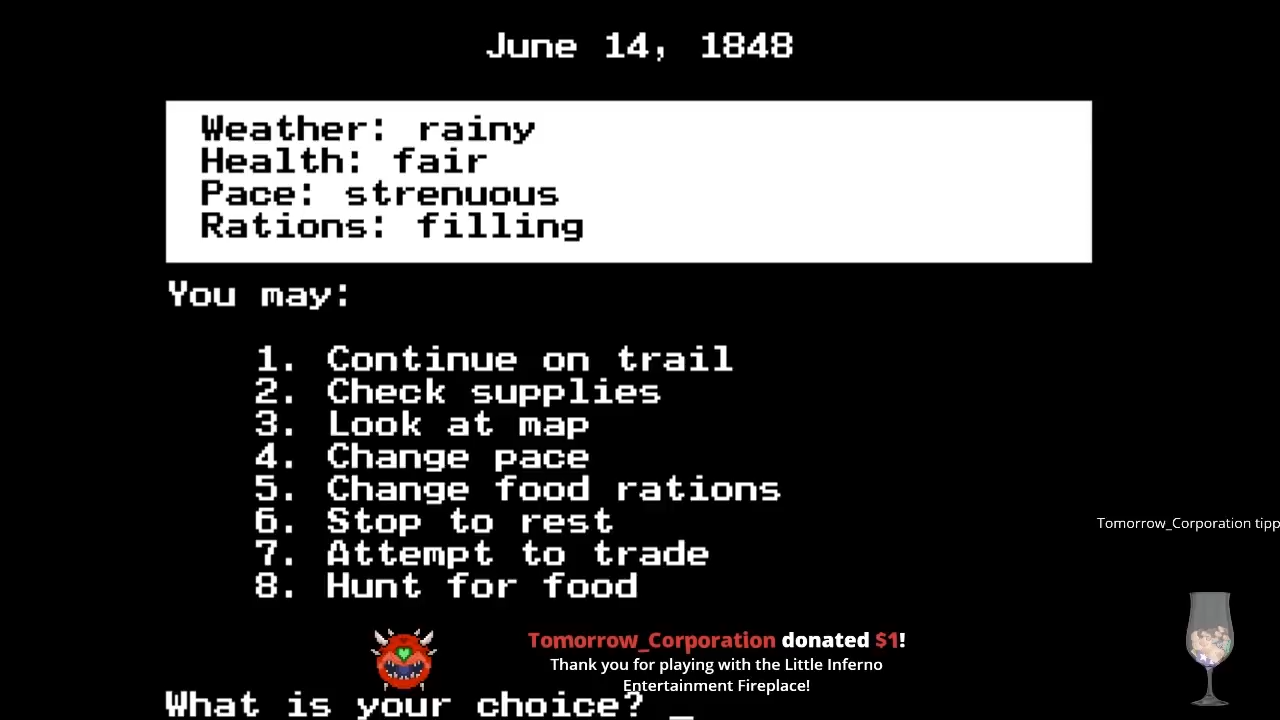 June 14, 1848
Weather: rainy
Health: fair
Pace: strenuous
Rations: filling
You may:
1. Continue on trail
2. Check supplies
3. Look at map
4. Change pace
5. Change food rations
6. Stop to rest
7. Attempt to trade
8. Hunt for food
Tomorrow_Corporation tipp
Tomorrow_Corporation donated $1!
Thank you for playing with the Little Inferno
Entertainment Fireplace!
What is your choice? _